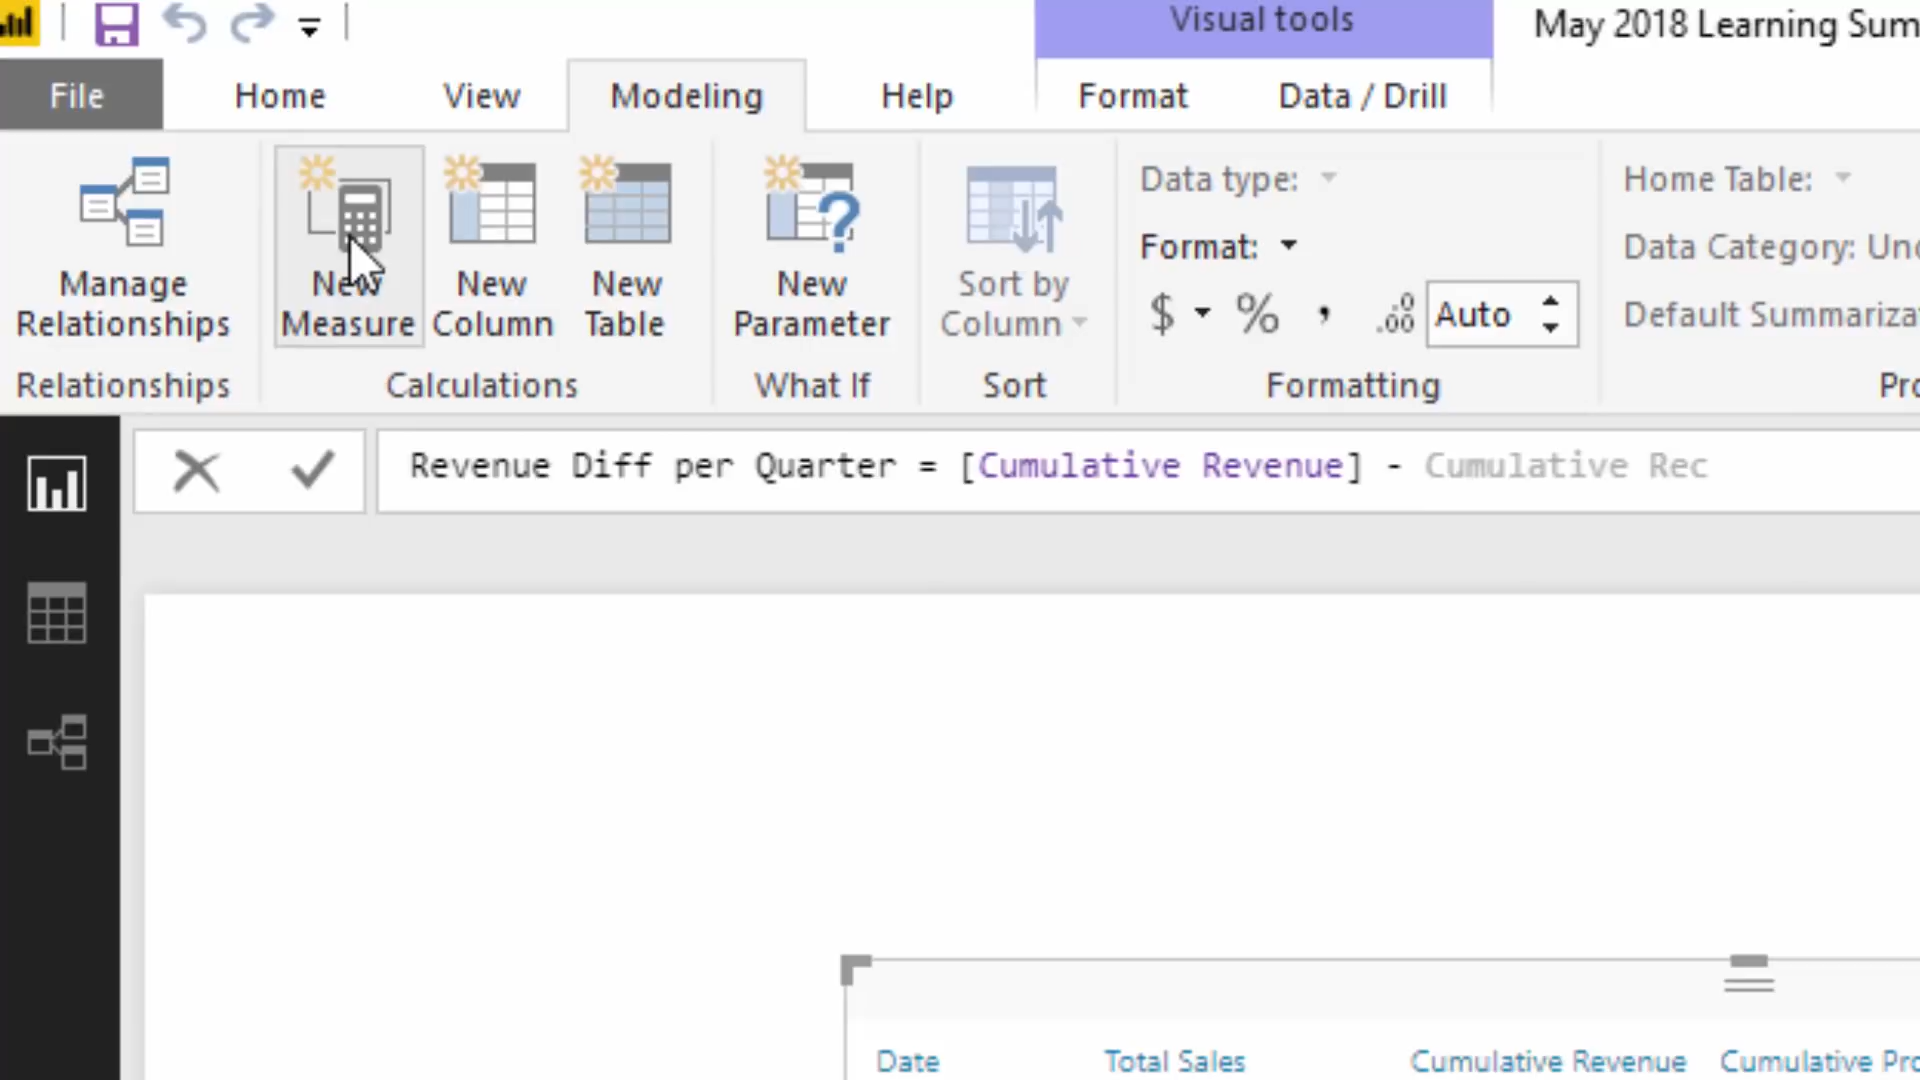 Visual tools
May 2018 Learning Sum
File Home View Modeling Help Format Data / Drill
Manage Relationships
New Measure
New Column
New Table
New Parameter
Sort by Column
Data type:
Format:
$ % , .00 Auto
Home Table:
Data Category: Unc
Default Summariza
Relationships Calculations What If Sort Formatting Pro
Revenue Diff per Quarter = [Cumulative Revenue] - Cumulative Rec
Date Total Sales Cumulative Revenue Cumulative Pro